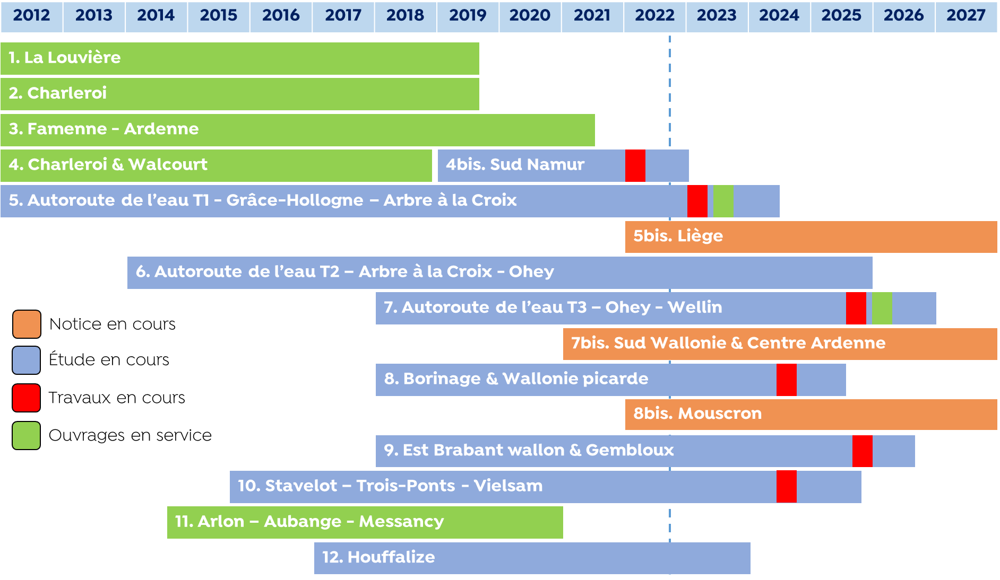 2012 2013 2014 2015 2016 2017 2018 2019 2020 2021 2022 2023 2024 2025 2026 2027
1. La Louvière
2. Charleroi
3. Famenne - Ardenne
4. Charleroi & Walcourt
4bis. Sud Namur
5. Autoroute de l’eau T1 - Grâce-Hollogne – Arbre à la Croix
5bis. Liège
6. Autoroute de l’eau T2 – Arbre à la Croix - Ohey
7. Autoroute de l’eau T3 – Ohey - Wellin
7bis. Sud Wallonie & Centre Ardenne
8. Borinage & Wallonie picarde
8bis. Mouscron
9. Est Brabant wallon & Gembloux
10. Stavelot – Trois-Ponts - Vielsam
11. Arlon – Aubange - Messancy
12. Houffalize
Notice en cours
Étude en cours
Travaux en cours
Ouvrages en service